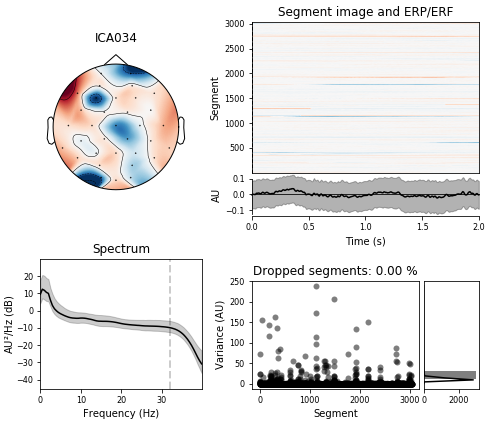 ICA034
Segment image and ERP/ERF
Segment
3000
2500
2000
1500
1000
500
AU
0.1
0.0
−0.1
0.0 0.5 1.0 1.5 2.0
Time (s)
Spectrum
AU²/Hz (dB)
20
10
0
−10
−20
−30
−40
0 10 20 30
Frequency (Hz)
Dropped segments: 0.00 %
Variance (AU)
250
200
150
100
50
0
0 1000 2000 3000
Segment
0 2000